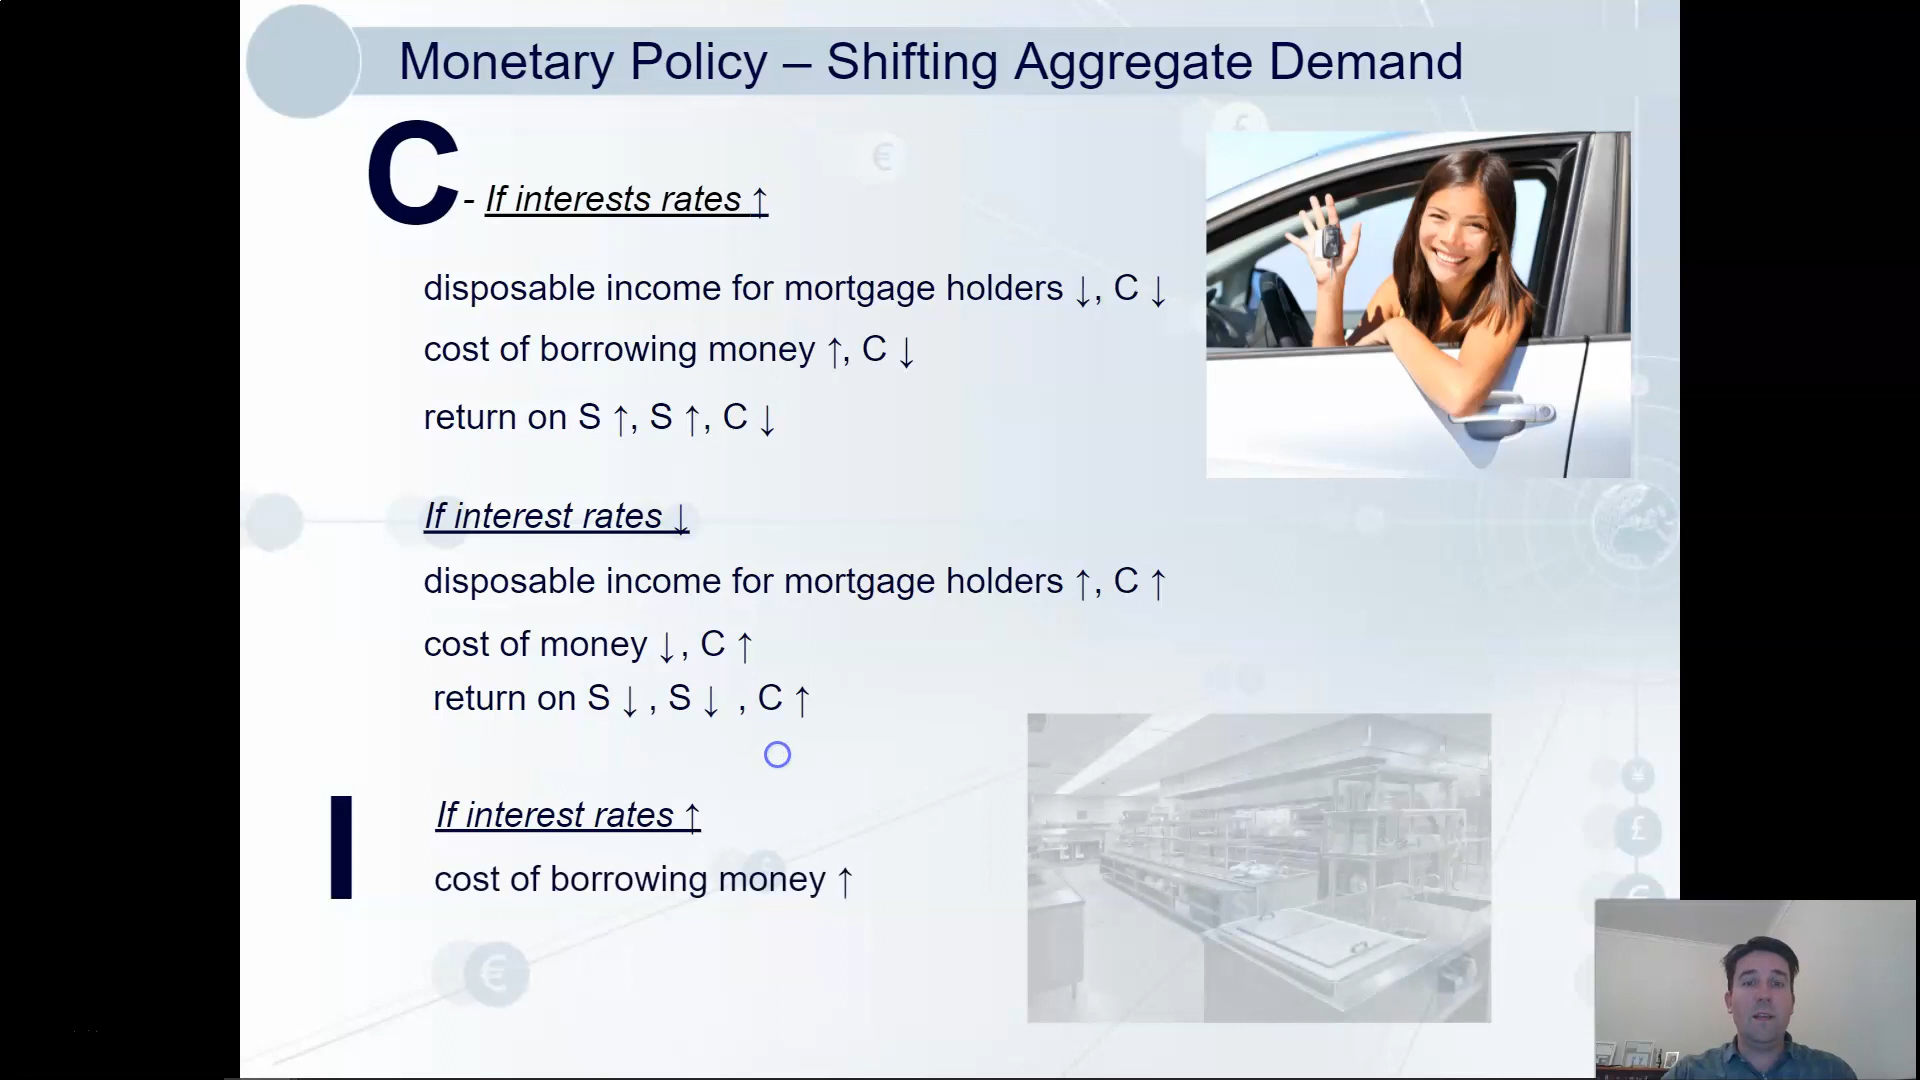 Monetary Policy – Shifting Aggregate Demand
C - If interests rates ↑
disposable income for mortgage holders ↓, C ↓
cost of borrowing money ↑, C ↓
return on S ↑, S ↑, C ↓
If interest rates ↓
disposable income for mortgage holders ↑, C ↑
cost of money ↓, C ↑
return on S ↓ , S ↓ , C ↑
I If interest rates ↑
cost of borrowing money ↑